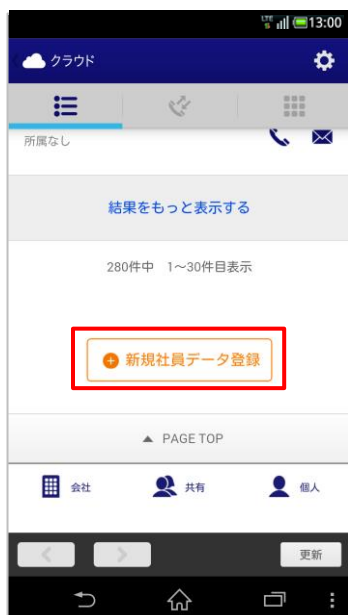 LTE 13:00
クラウド
所属なし
結果をもっと表示する
280件中 1～30件目表示
新規社員データ登録
▲ PAGE TOP
会社 共有 個人
更新